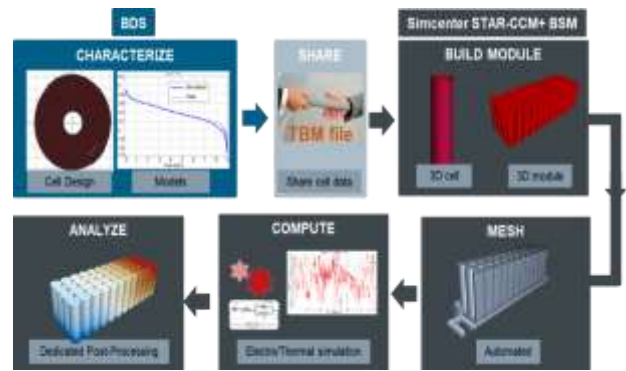 BDS
Simcenter STAR-CCM+ BSM
CHARACTERIZE
SHARE
BUILD MODULE
TBM file
Cell Design
Models
Share cell data
3D cell
3D module
ANALYZE
COMPUTE
MESH
Dedicated Post-Processing
Electro/Thermal simulation
Automated